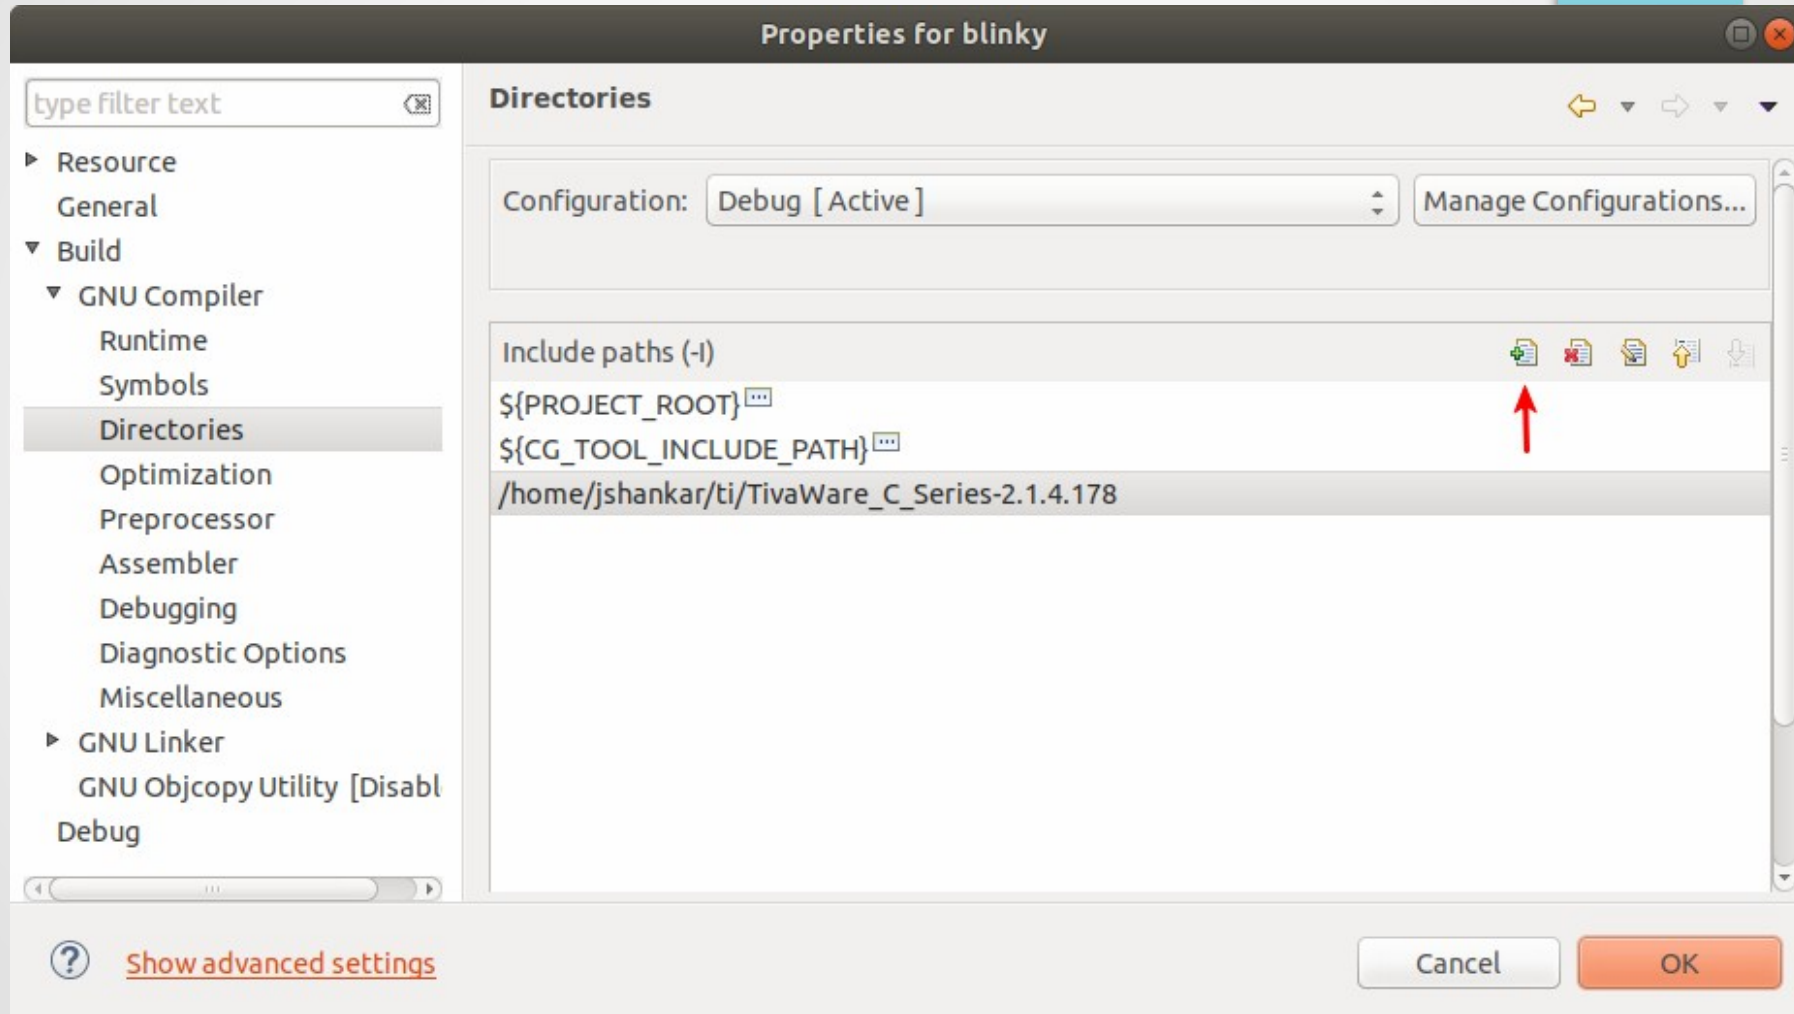 Properties for blinky
type filter text
Resource
General
Build
GNU Compiler
Runtime
Symbols
Directories
Optimization
Preprocessor
Assembler
Debugging
Diagnostic Options
Miscellaneous
GNU Linker
GNU Objcopy Utility [Disabl
Debug
Directories
Configuration: Debug [ Active ] Manage Configurations...
Include paths (-I)
${PROJECT_ROOT}
${CG_TOOL_INCLUDE_PATH}
/home/jshankar/ti/TivaWare_C_Series-2.1.4.178
Show advanced settings
Cancel OK